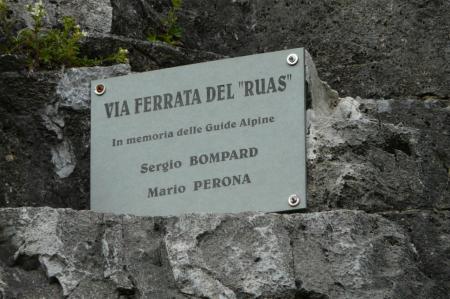 VIA FERRATA DEL "RUAS"
In memoria delle Guide Alpine
Sergio BOMPARD
Mario PERONA